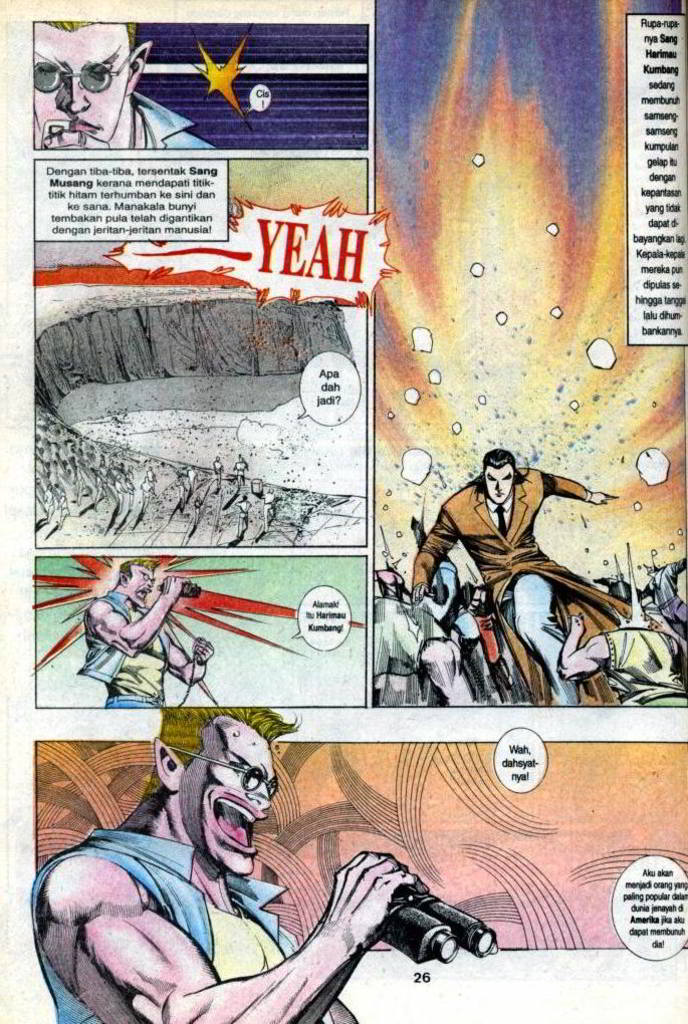 Cis
!
Dengan tiba-tiba, tersentak Sang
Musang kerana mendapati titik-
titik hitam terhumban ke sini dan
ke sana. Manakala bunyi
tembakan pula telah digantikan
dengan jeritan-jeritan manusia!
YEAH
Apa
dah
jadi?
Alamak!
Itu Harimau
Kumbang!
Rupa-rupa-
nya Sang
Harimau
Kumbang
sedang
membunuh
samseng-
samseng
kumpulan
gelap itu
dengan
kepantasan
yang tidak
dapat di-
bayangkan lagi.
Kepala-kepala
mereka pun
dipulas se-
hingga tangga
lalu dihum-
bankannya.
Wah,
dahsyat-
nya!
Aku akan
menjadi orang yang
paling popular dalam
dunia jenayah di
Amerika jika aku
dapat membunuh
dia!
26